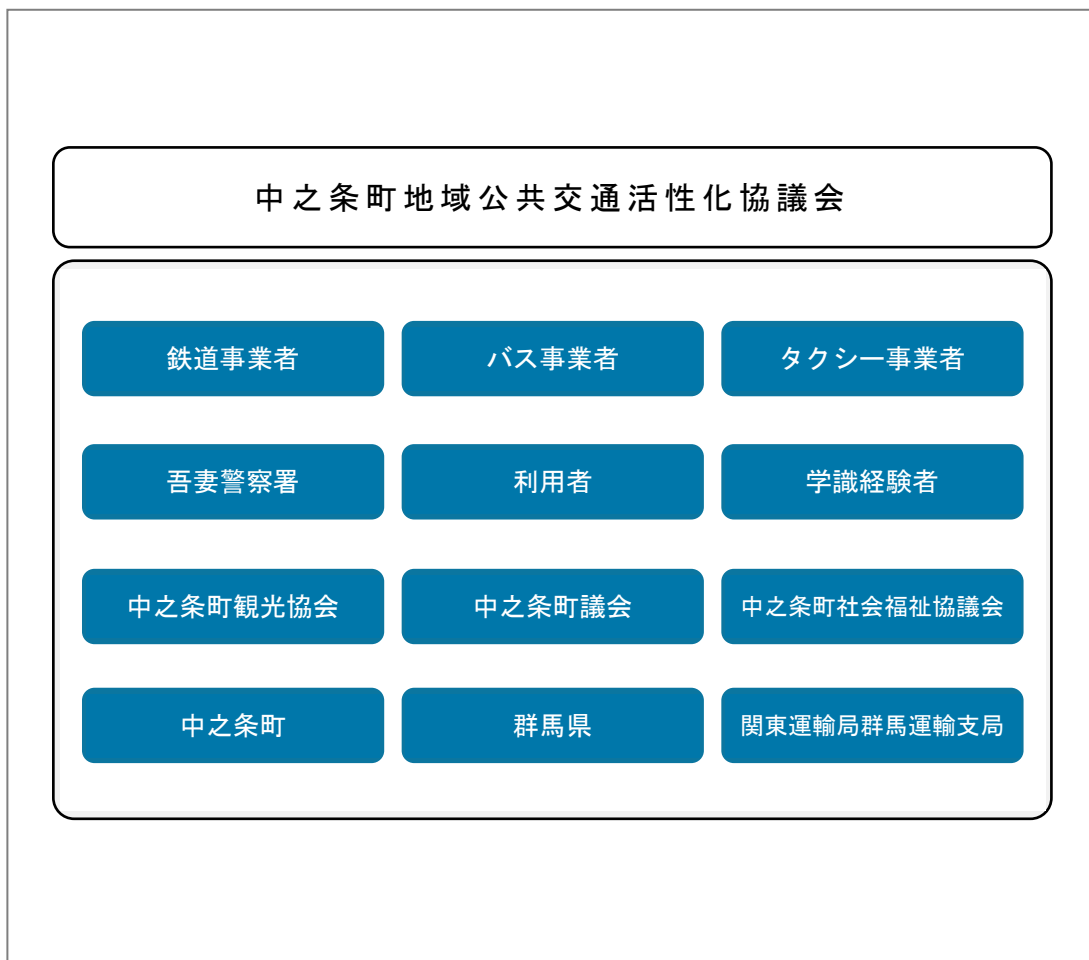 中之条町地域公共交通活性化協議会
鉄道事業者
バス事業者
タクシー事業者
吾妻警察署
利用者
学識経験者
中之条町観光協会
中之条町議会
中之条町社会福祉協議会
中之条町
群馬県
関東運輸局群馬運輸支局